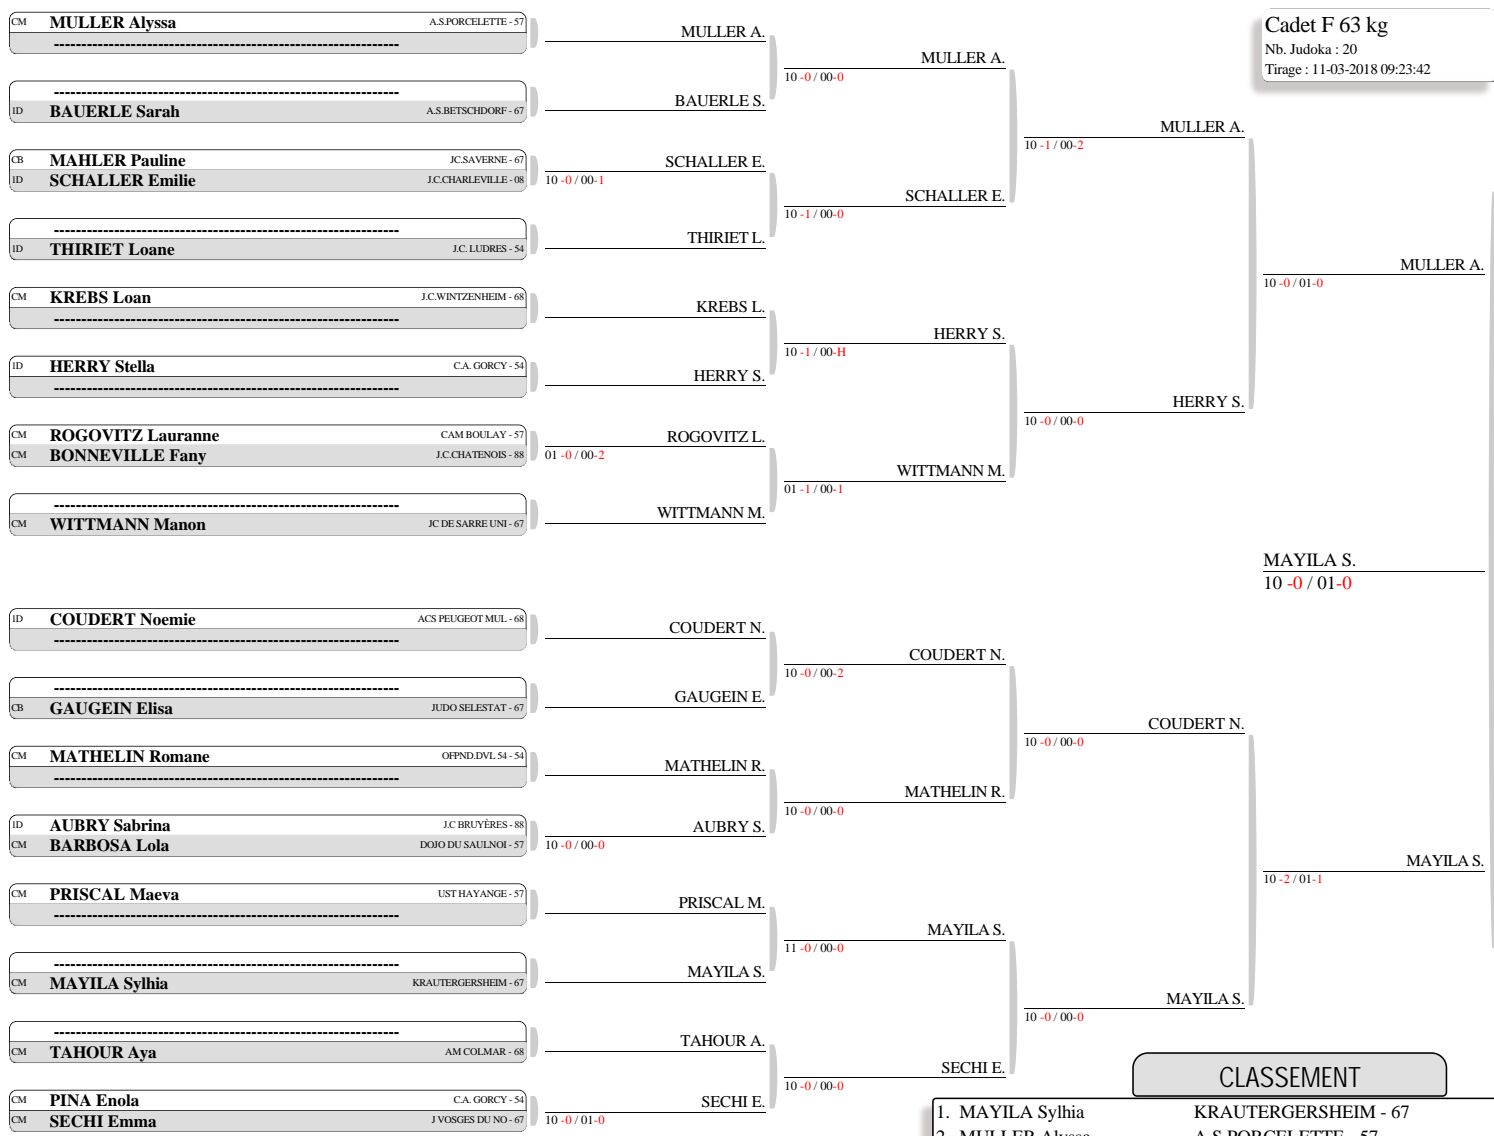 Cadet F 63 kg
Nb. Judoka : 20
Tirage : 11-03-2018 09:23:42
CM MULLER Alyssa A.S.PORCELETTE - 57
----------------------------------------------------------------
----------------------------------------------------------------
1D BAUERLE Sarah A.S.BETSCHDORF - 67
CB MAHLER Pauline JC.SAVERNE - 67
1D SCHALLER Emilie J.C.CHARLEVILLE - 08
----------------------------------------------------------------
1D THIRIET Loane J.C. LUDRES - 54
CM KREBS Loan J.C.WINTZENHEIM - 68
----------------------------------------------------------------
1D HERRY Stella C.A. GORCY - 54
----------------------------------------------------------------
CM ROGOVITZ Lauranne CAM BOULAY - 57
CM BONNEVILLE Fany J.C.CHATENOIS - 88
----------------------------------------------------------------
CM WITTMANN Manon JC DE SARRE UNI - 67
1D COUDERT Noemie ACS PEUGEOT MUL - 68
----------------------------------------------------------------
----------------------------------------------------------------
CB GAUGEIN Elisa JUDO SELESTAT - 67
CM MATHELIN Romane OFPND.DVL 54 - 54
----------------------------------------------------------------
1D AUBRY Sabrina J.C BRUYÈRES - 88
CM BARBOSA Lola DOJO DU SAULNOI - 57
CM PRISCAL Maeva UST HAYANGE - 57
----------------------------------------------------------------
----------------------------------------------------------------
CM MAYILA Sylhia KRAUTERGERSHEIM - 67
----------------------------------------------------------------
CM TAHOUR Aya AM COLMAR - 68
CM PINA Enola C.A. GORCY - 54
CM SECHI Emma J VOSGES DU NO - 67
MULLER A.
BAUERLE S.
SCHALLER E.
10 -0 / 00-1
THIRIET L.
KREBS L.
HERRY S.
ROGOVITZ L.
01 -0 / 00-2
WITTMANN M.
COUDERT N.
GAUGEIN E.
MATHELIN R.
AUBRY S.
10 -0 / 00-0
PRISCAL M.
MAYILA S.
TAHOUR A.
SECHI E.
10 -0 / 01-0
MULLER A.
10 -0 / 00-0
SCHALLER E.
10 -1 / 00-0
HERRY S.
10 -1 / 00-H
WITTMANN M.
01 -1 / 00-1
COUDERT N.
10 -0 / 00-2
MATHELIN R.
10 -0 / 00-0
MAYILA S.
11 -0 / 00-0
SECHI E.
10 -0 / 00-0
MULLER A.
10 -1 / 00-2
HERRY S.
10 -0 / 00-0
COUDERT N.
10 -0 / 00-0
MAYILA S.
10 -0 / 00-0
MULLER A.
10 -0 / 01-0
MAYILA S.
10 -2 / 01-1
MAYILA S.
10 -0 / 01-0
CLASSEMENT
1. MAYILA Sylhia KRAUTERGERSHEIM - 67
2. MULLER Alyssa A.S.PORCELETTE - 57